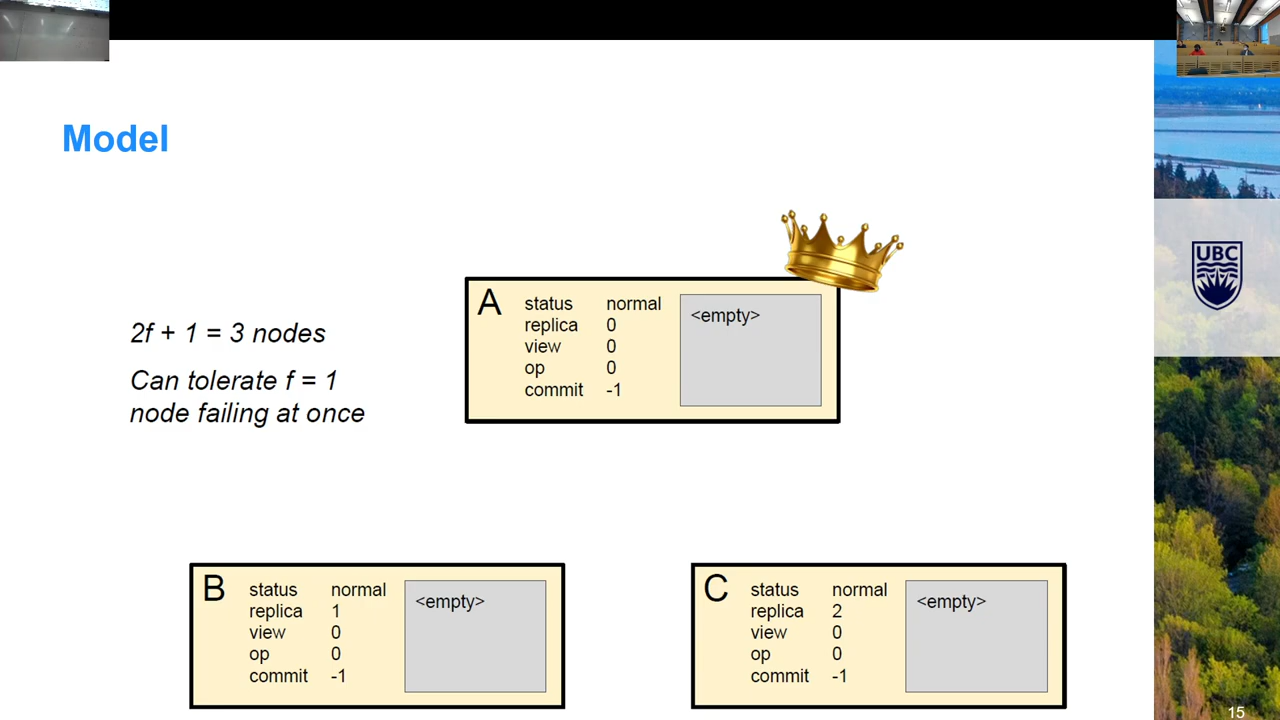 Model
2f + 1 = 3 nodes
Can tolerate f = 1
node failing at once
A
status normal
replica 0
view 0
op 0
commit -1
<empty>
B
status normal
replica 1
view 0
op 0
commit -1
<empty>
C
status normal
replica 2
view 0
op 0
commit -1
<empty>
UBC
15